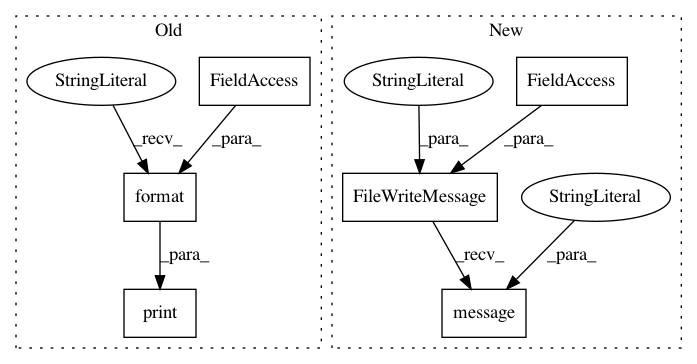 Old
New
StringLiteral
FieldAccess
StringLiteral
FieldAccess
_recv_
_para_
_para_
_para_
format
FileWriteMessage
StringLiteral
_para_
_recv_
_para_
print
message